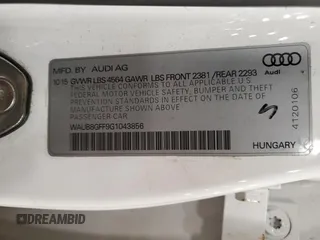 MFD BY AUDI AG
10 15 GVWR LBS 4564 GAWR LBS FRONT 2381 /REAR 2293
THIS VEHICLE CONFORMS TO ALL APPLICABLE
FEDERAL MOTOR VEHICLE SAFETY, BUMPER AND THEFT
PREVENTION STANDARDS IN EFFECT ON
THE DATE OF MANUFACTURE SHOWN ABOVE
PASSENGER CAR
WAUB8GFF9G1043856
Audi
4120106
HUNGARY
DREAMBID